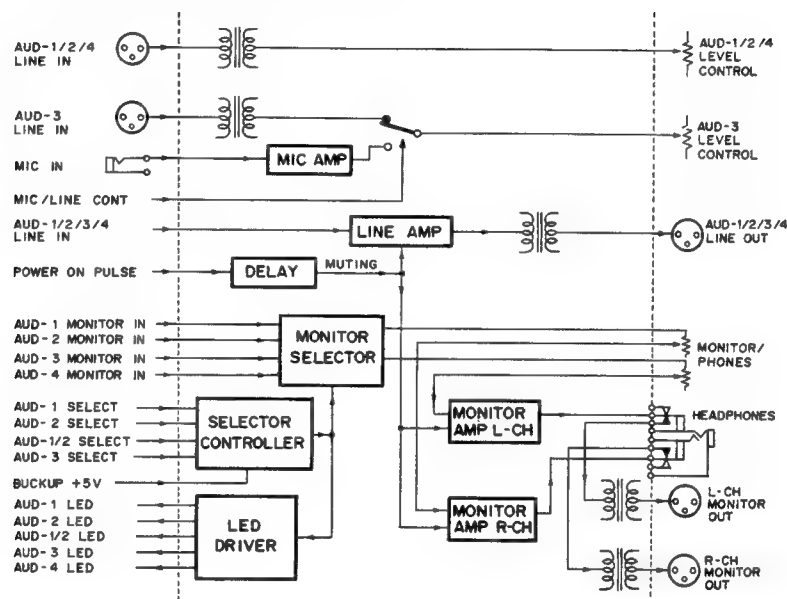 AUD-1/2/4
LINE IN
AUD-1/2/4
LEVEL
CONTROL
AUD-3
LINE IN
AUD-3
LEVEL
CONTROL
MIC IN
MIC AMP
MIC/LINE CONT
AUD-1/2/3/4
LINE IN
LINE AMP
AUD-1/2/3/4
LINE OUT
POWER ON PULSE
DELAY
MUTING
AUD-1 MONITOR IN
AUD-2 MONITOR IN
AUD-3 MONITOR IN
AUD-4 MONITOR IN
MONITOR
SELECTOR
MONITOR/
PHONES
AUD-1 SELECT
AUD-2 SELECT
AUD-1/2 SELECT
AUD-3 SELECT
SELECTOR
CONTROLLER
MONITOR
AMP L-CH
HEADPHONES
BUCKUP +5V
AUD-1 LED
AUD-2 LED
AUD-1/2 LED
AUD-3 LED
AUD-4 LED
LED
DRIVER
MONITOR
AMP R-CH
L-CH
MONITOR
OUT
R-CH
MONITOR
OUT